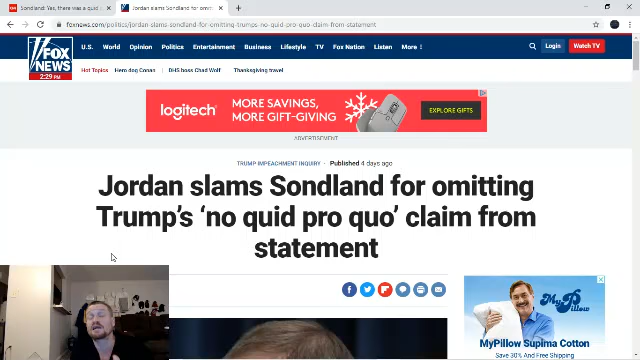 Sondland: Yes, there was a quid
Jordan slams Sondland for omitt
foxnews.com/politics/jordan-slams-sondland-for-omitting-trumps-no-quid-pro-quo-claim-from-statement
FOX
NEWS
2:29 PM
U.S. World Opinion Politics Entertainment Business Lifestyle TV Fox Nation Listen More
Login Watch TV
Hot Topics Hero dog Conan DHS boss Chad Wolf Thanksgiving travel
logitech MORE SAVINGS,
MORE GIFT-GIVING
EXPLORE GIFTS
ADVERTISEMENT
TRUMP IMPEACHMENT INQUIRY · Published 4 days ago
Jordan slams Sondland for omitting
Trump's 'no quid pro quo' claim from
statement
MyPillow
MyPillow Supima Cotton
Save 30% And Free Shipping